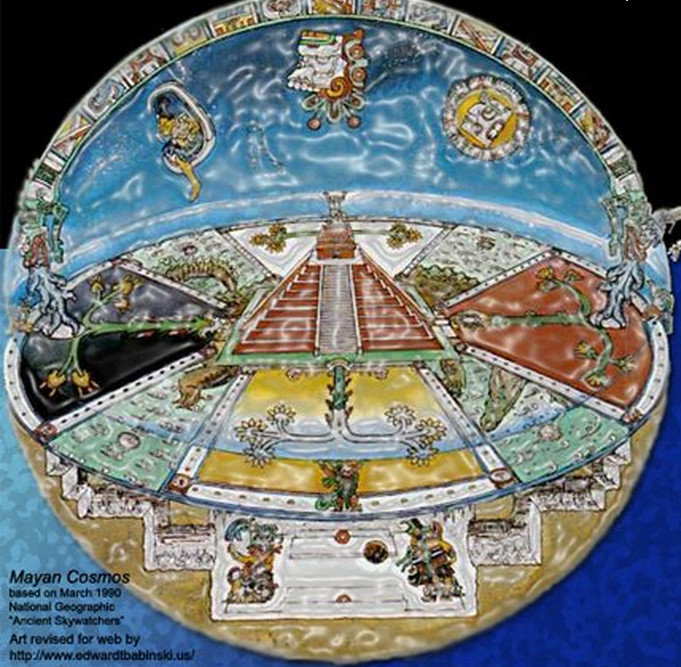 Mayan Cosmos
based on March 1990
National Geographic
"Ancient Skywatchers"
Art revised for web by
http://www.edwardtbabinski.us/